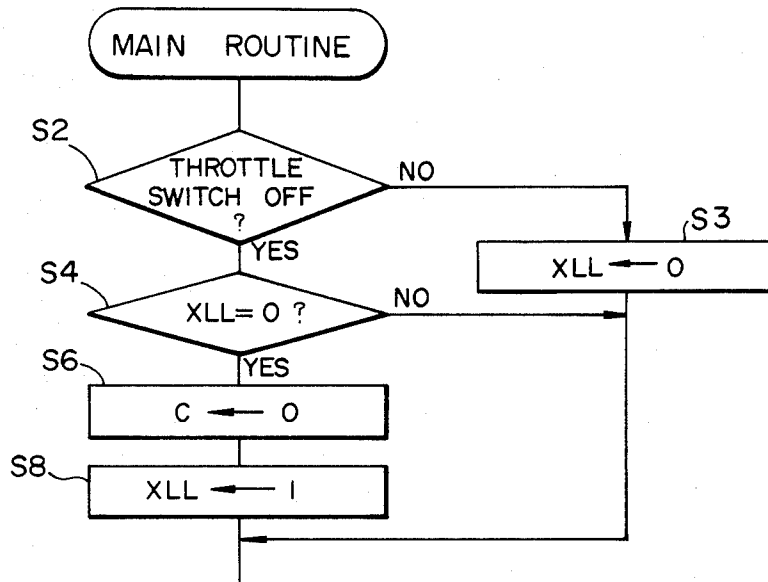 MAIN ROUTINE
S2
THROTTLE
SWITCH OFF
?
NO
YES
S3
XLL ← 0
S4
XLL=0 ?
NO
YES
S6
C ← 0
S8
XLL ← 1